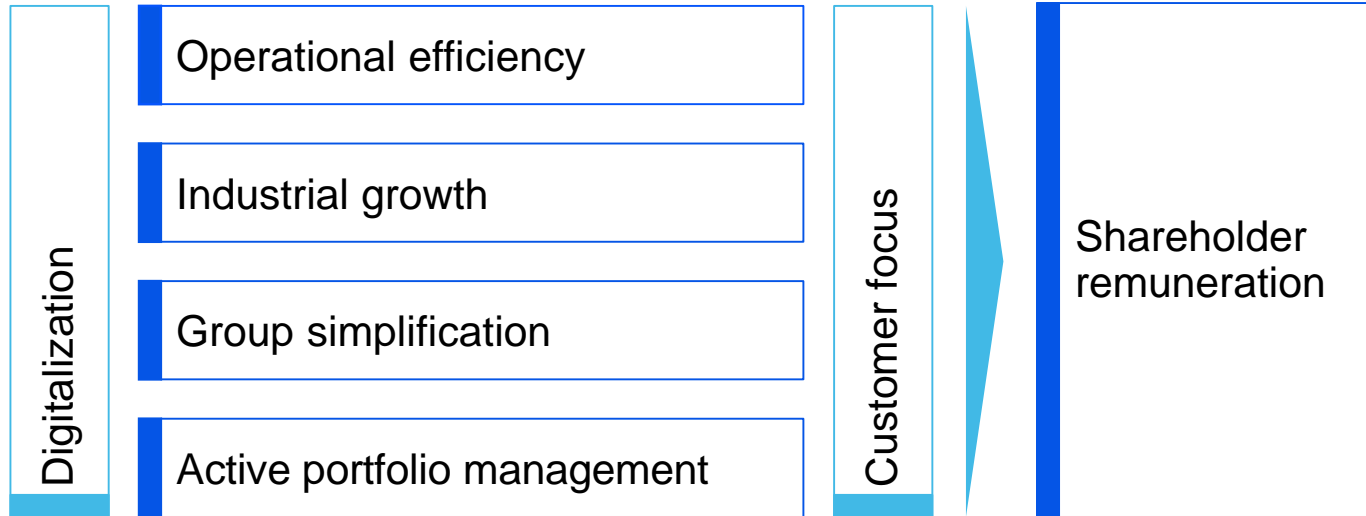 Digitalization
Operational efficiency
Industrial growth
Group simplification
Active portfolio management
Customer focus
Shareholder
remuneration